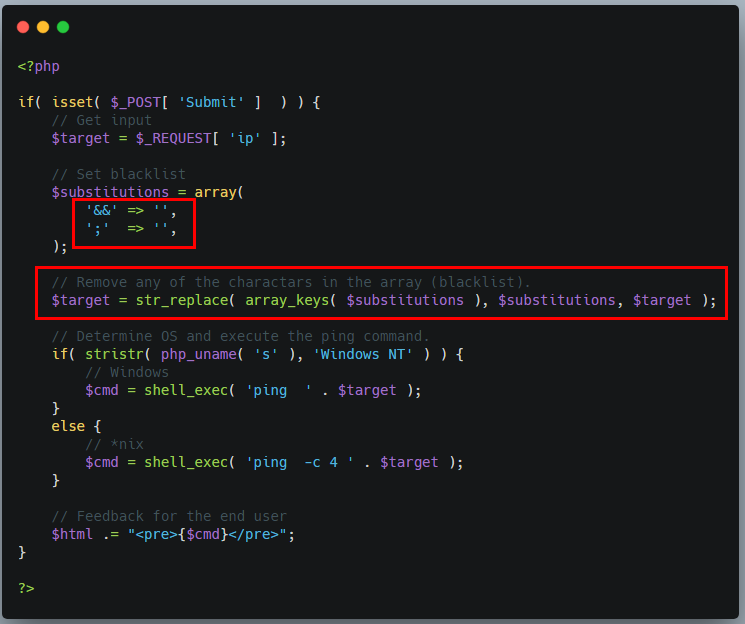 <?php
if( isset( $_POST[ 'Submit' ]  ) ) {
    // Get input
    $target = $_REQUEST[ 'ip' ];
    // Set blacklist
    $substitutions = array(
        '&&' => '',
        ';'  => '',
    );
    // Remove any of the charactars in the array (blacklist).
    $target = str_replace( array_keys( $substitutions ), $substitutions, $target );
    // Determine OS and execute the ping command.
    if( stristr( php_uname( 's' ), 'Windows NT' ) ) {
        // Windows
        $cmd = shell_exec( 'ping  ' . $target );
    }
    else {
        // *nix
        $cmd = shell_exec( 'ping  -c 4 ' . $target );
    }
    // Feedback for the end user
    $html .= "<pre>{$cmd}</pre>";
}
?>